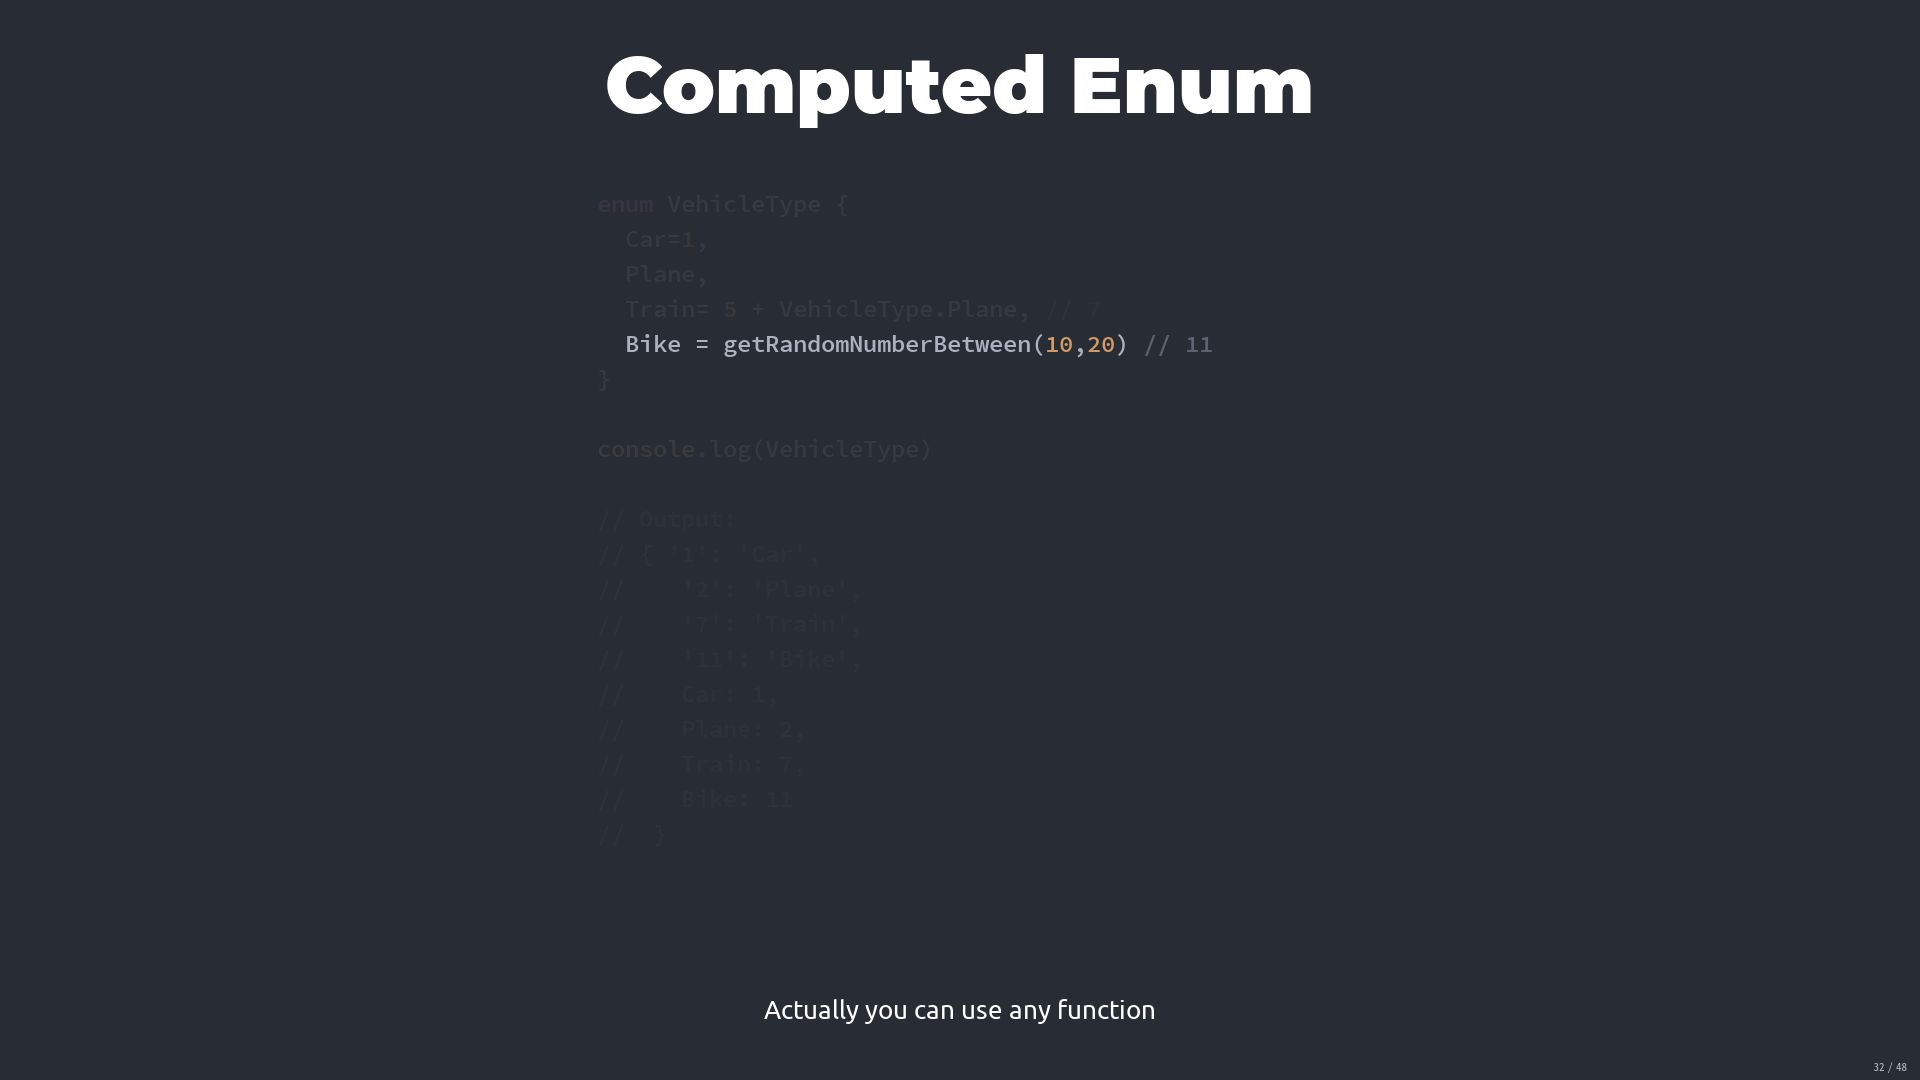 Computed Enum
enum VehicleType {
  Car=1,
  Plane,
  Train= 5 + VehicleType.Plane, // 7
  Bike = getRandomNumberBetween(10,20) // 11
}
console.log(VehicleType)
// Output:
// { '1': 'Car',
//    '2': 'Plane',
//    '7': 'Train',
//    '11': 'Bike',
//    Car: 1,
//    Plane: 2,
//    Train: 7,
//    Bike: 11
//  }
Actually you can use any function
32 / 48